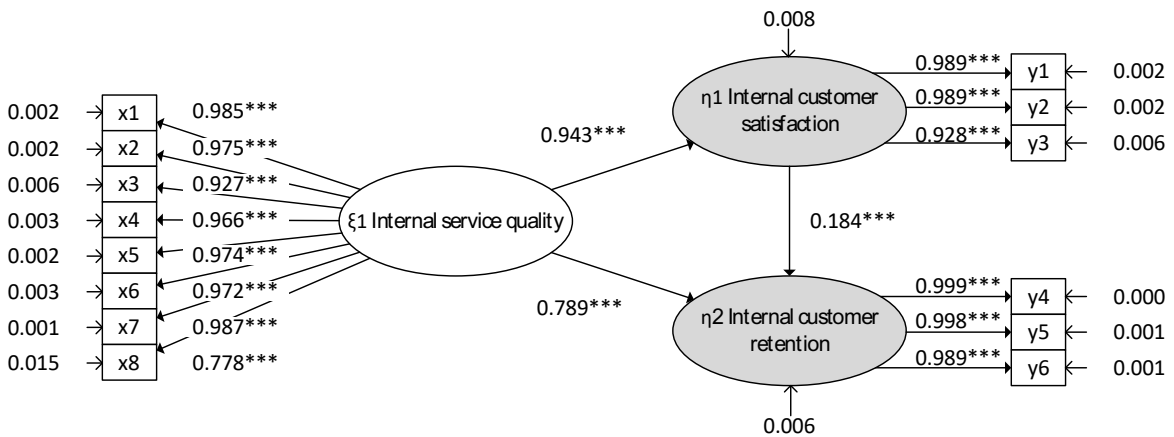 0.008
0.989*** y1 0.002
0.002 x1 0.985***
η1 Internal customer
satisfaction
0.989*** y2 0.002
0.943***
0.928*** y3 0.006
0.002 x2 0.975***
0.006 x3 0.927***
0.003 x4 0.966***
ξ1 Internal service quality
0.184***
0.002 x5 0.974***
0.003 x6 0.972***
0.789***
0.999*** y4 0.000
0.001 x7 0.987***
η2 Internal customer
retention
0.998*** y5 0.001
0.015 x8 0.778***
0.989*** y6 0.001
0.006